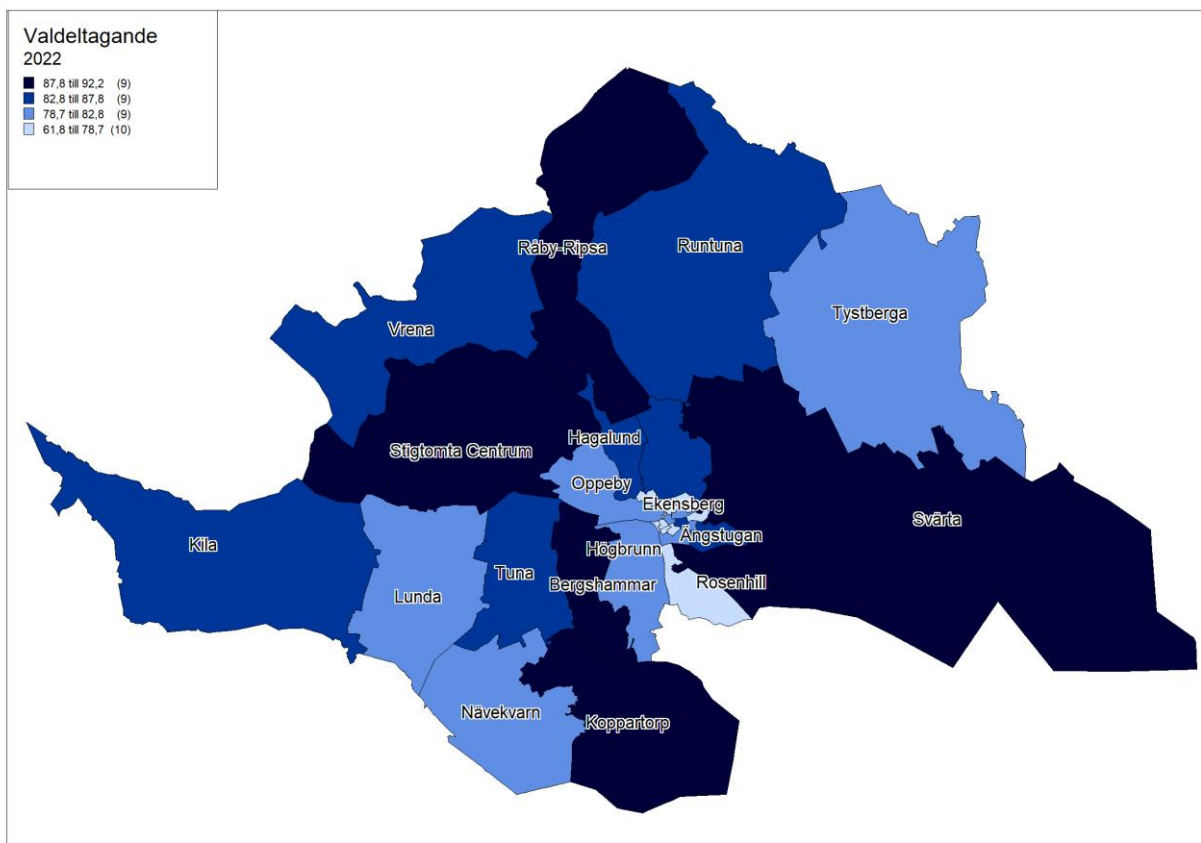 Valdeltagande
2022
87,8 till 92,2 (9)
82,8 till 87,8 (9)
78,7 till 82,8 (9)
61,8 till 78,7 (10)
Råby-Ripsa
Runtuna
Tystberga
Vrena
Hagalund
Stigtomta Centrum
Oppeby
Ekensberg
Svärta
Ängstugan
Kila
Högbrunn
Tuna
Bergshammar
Rosenhill
Lunda
Nävekvarn
Koppartorp